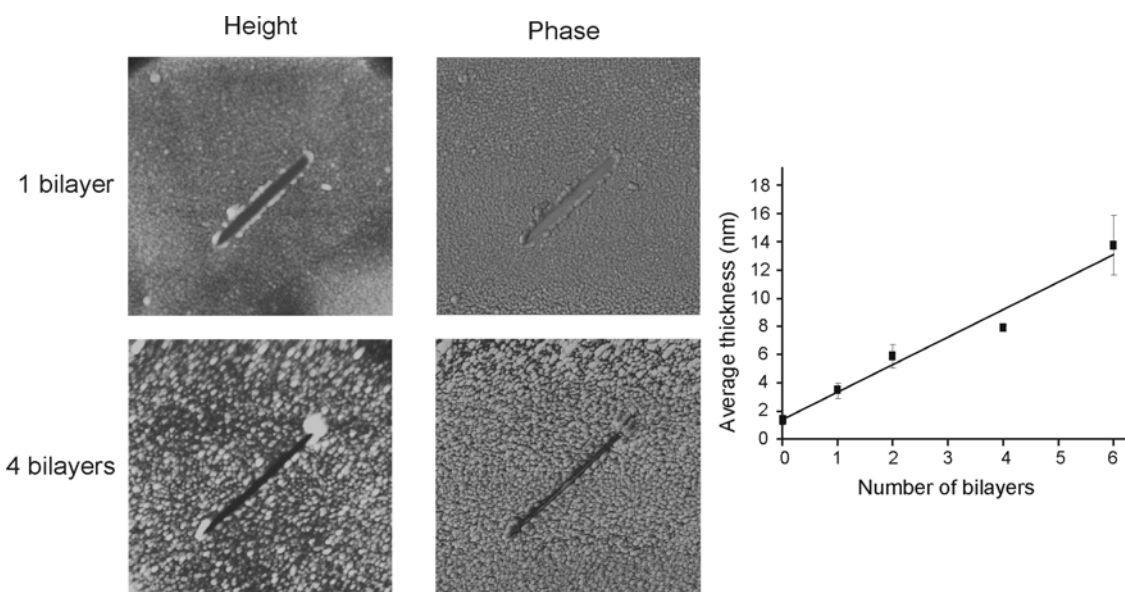 Height
Phase
1 bilayer
4 bilayers
Average thickness (nm)
18
16
14
12
10
8
6
4
2
0
0 1 2 3 4 5 6
Number of bilayers